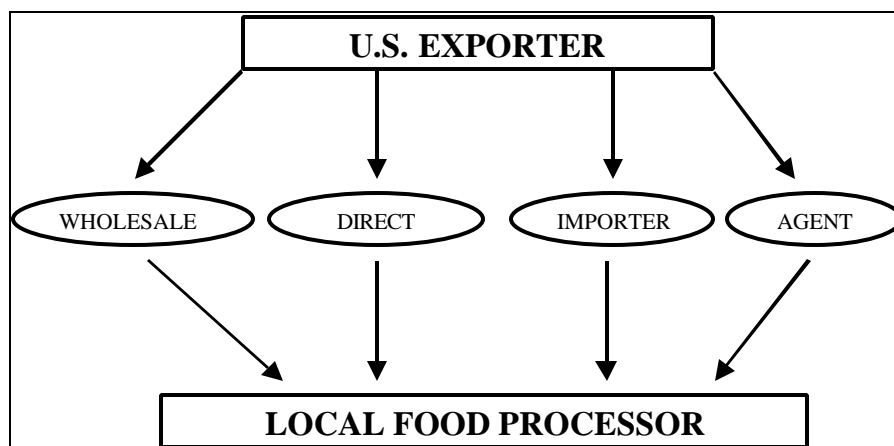 U.S. EXPORTER
WHOLESALE
DIRECT
IMPORTER
AGENT
LOCAL FOOD PROCESSOR